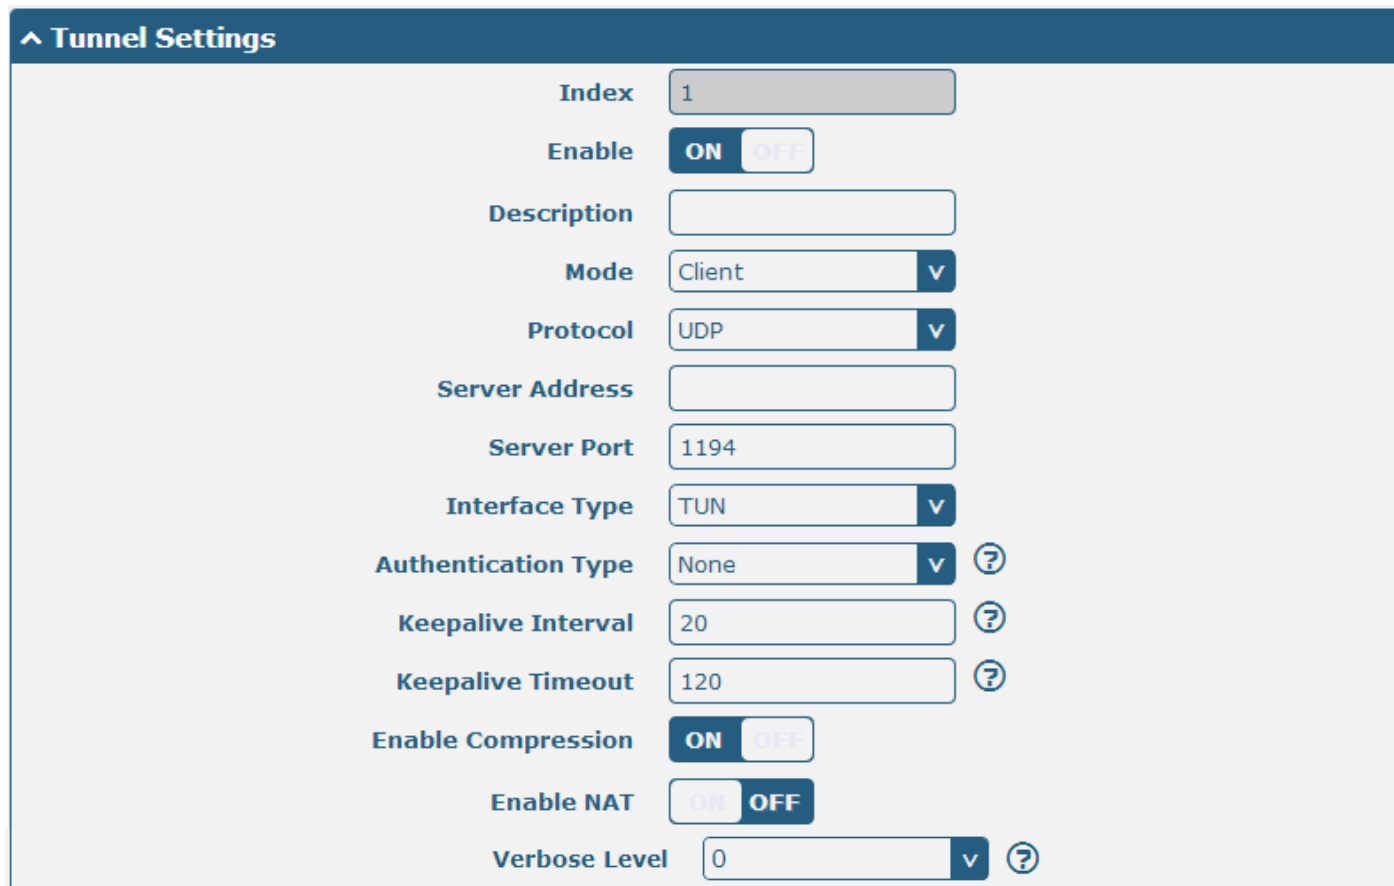 Tunnel Settings
Index 1
Enable ON OFF
Description
Mode Client v
Protocol UDP v
Server Address
Server Port 1194
Interface Type TUN v
Authentication Type None v ?
Keepalive Interval 20 ?
Keepalive Timeout 120 ?
Enable Compression ON OFF
Enable NAT ON OFF
Verbose Level 0 v ?